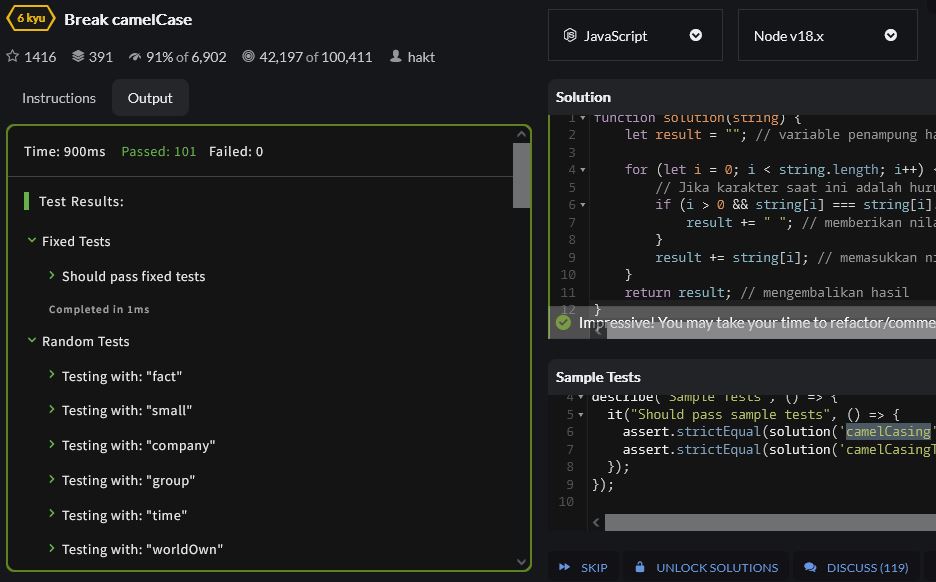 6 kyu Break camelCase
1416 391 91% of 6,902 42,197 of 100,411 hakt
Instructions Output
Time: 900ms Passed: 101 Failed: 0
Test Results:
Fixed Tests
Should pass fixed tests
Completed in 1ms
Random Tests
Testing with: "fact"
Testing with: "small"
Testing with: "company"
Testing with: "group"
Testing with: "time"
Testing with: "worldOwn"
JavaScript Node v18.x
Solution
1 function solution(string) {
2 let result = ""; // variable penampung ha
3
4 for (let i = 0; i < string.length; i++) {
5 // Jika karakter saat ini adalah huru
6 if (i > 0 && string[i] === string[i].
7 result += " "; // memberikan nila
8 }
9 result += string[i]; // memasukkan ni
10 }
11 return result; // mengembalikan hasil
12 }
Impressive! You may take your time to refactor/comme
Sample Tests
4 describe("Sample Tests", () => {
5 it("Should pass sample tests", () => {
6 assert.strictEqual(solution('camelCasing'
7 assert.strictEqual(solution('camelCasingT
8 });
9 });
10
SKIP UNLOCK SOLUTIONS DISCUSS (119)